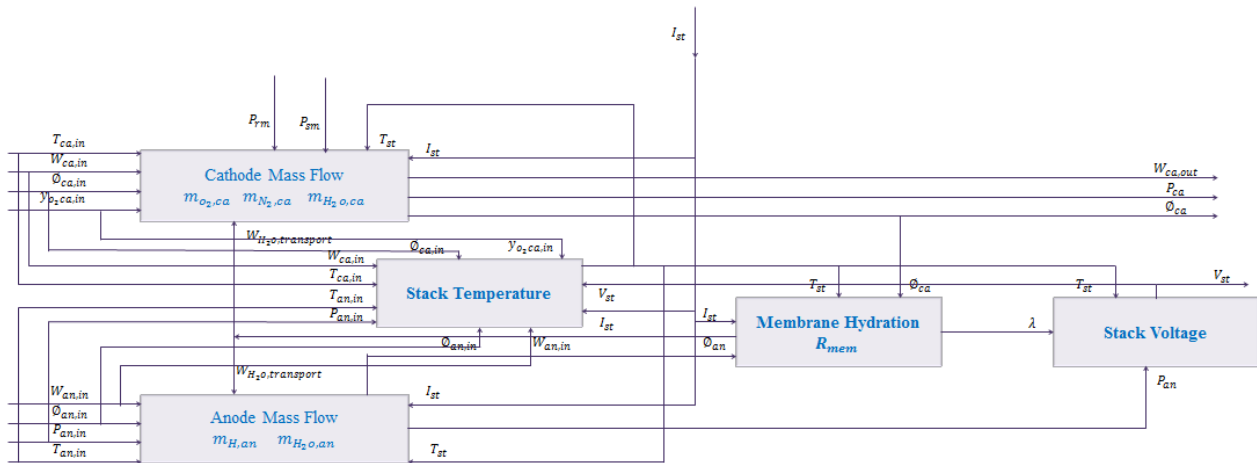 I_st
P_rm
P_sm
T_ca,in
T_st
I_st
W_ca,in
Cathode Mass Flow
W_ca,out
Ø_ca,in
P_ca
y_o₂ca,in
m_o₂,ca m_N₂,ca m_H₂o,ca
Ø_ca
W_H₂o,transport
Ø_ca,in
y_o₂ca,in
W_ca,in
T_ca,in
Stack Temperature
T_st
Ø_ca
T_st
V_st
T_an,in
V_st
P_an,in
I_st
I_st
Membrane Hydration
R_mem
λ
Stack Voltage
Ø_an,in
W_an,in
Ø_an
W_H₂o,transport
P_an
W_an,in
I_st
Ø_an,in
Anode Mass Flow
P_an,in
m_H,an m_H₂o,an
T_an,in
T_st